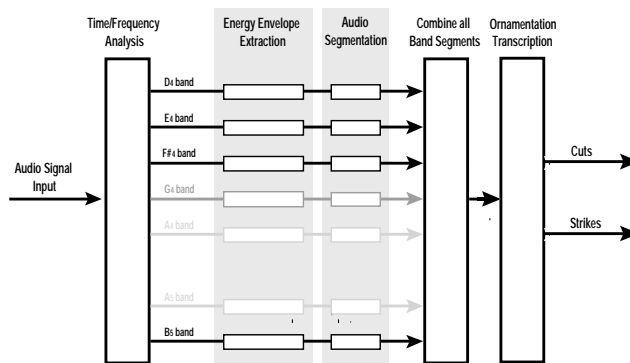 Time/Frequency
Analysis
Energy Envelope
Extraction
Audio
Segmentation
Combine all
Band Segments
Ornamentation
Transcription
D4 band
E4 band
F#4 band
Audio Signal
Input
G4 band
A4 band
A5 band
B5 band
Cuts
Strikes